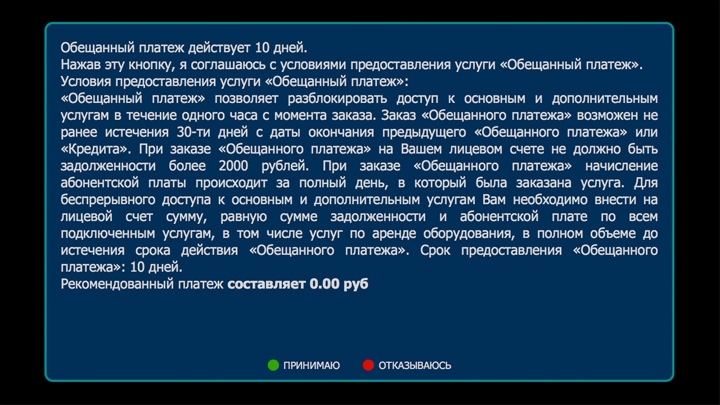 Обещанный платеж действует 10 дней.
Нажав эту кнопку, я соглашаюсь с условиями предоставления услуги «Обещанный платеж».
Условия предоставления услуги «Обещанный платеж»:
«Обещанный платеж» позволяет разблокировать доступ к основным и дополнительным
услугам в течение одного часа с момента заказа. Заказ «Обещанного платежа» возможен не
ранее истечения 30-ти дней с даты окончания предыдущего «Обещанного платежа» или
«Кредита». При заказе «Обещанного платежа» на Вашем лицевом счете не должно быть
задолженности более 2000 рублей. При заказе «Обещанного платежа» начисление
абонентской платы происходит за полный день, в который была заказана услуга. Для
беспрерывного доступа к основным и дополнительным услугам Вам необходимо внести на
лицевой счет сумму, равную сумме задолженности и абонентской плате по всем
подключенным услугам, в том числе услуг по аренде оборудования, в полном объеме до
истечения срока действия «Обещанного платежа». Срок предоставления «Обещанного
платежа»: 10 дней.
Рекомендованный платеж составляет 0.00 руб
ПРИНИМАЮ ОТКАЗЫВАЮСЬ